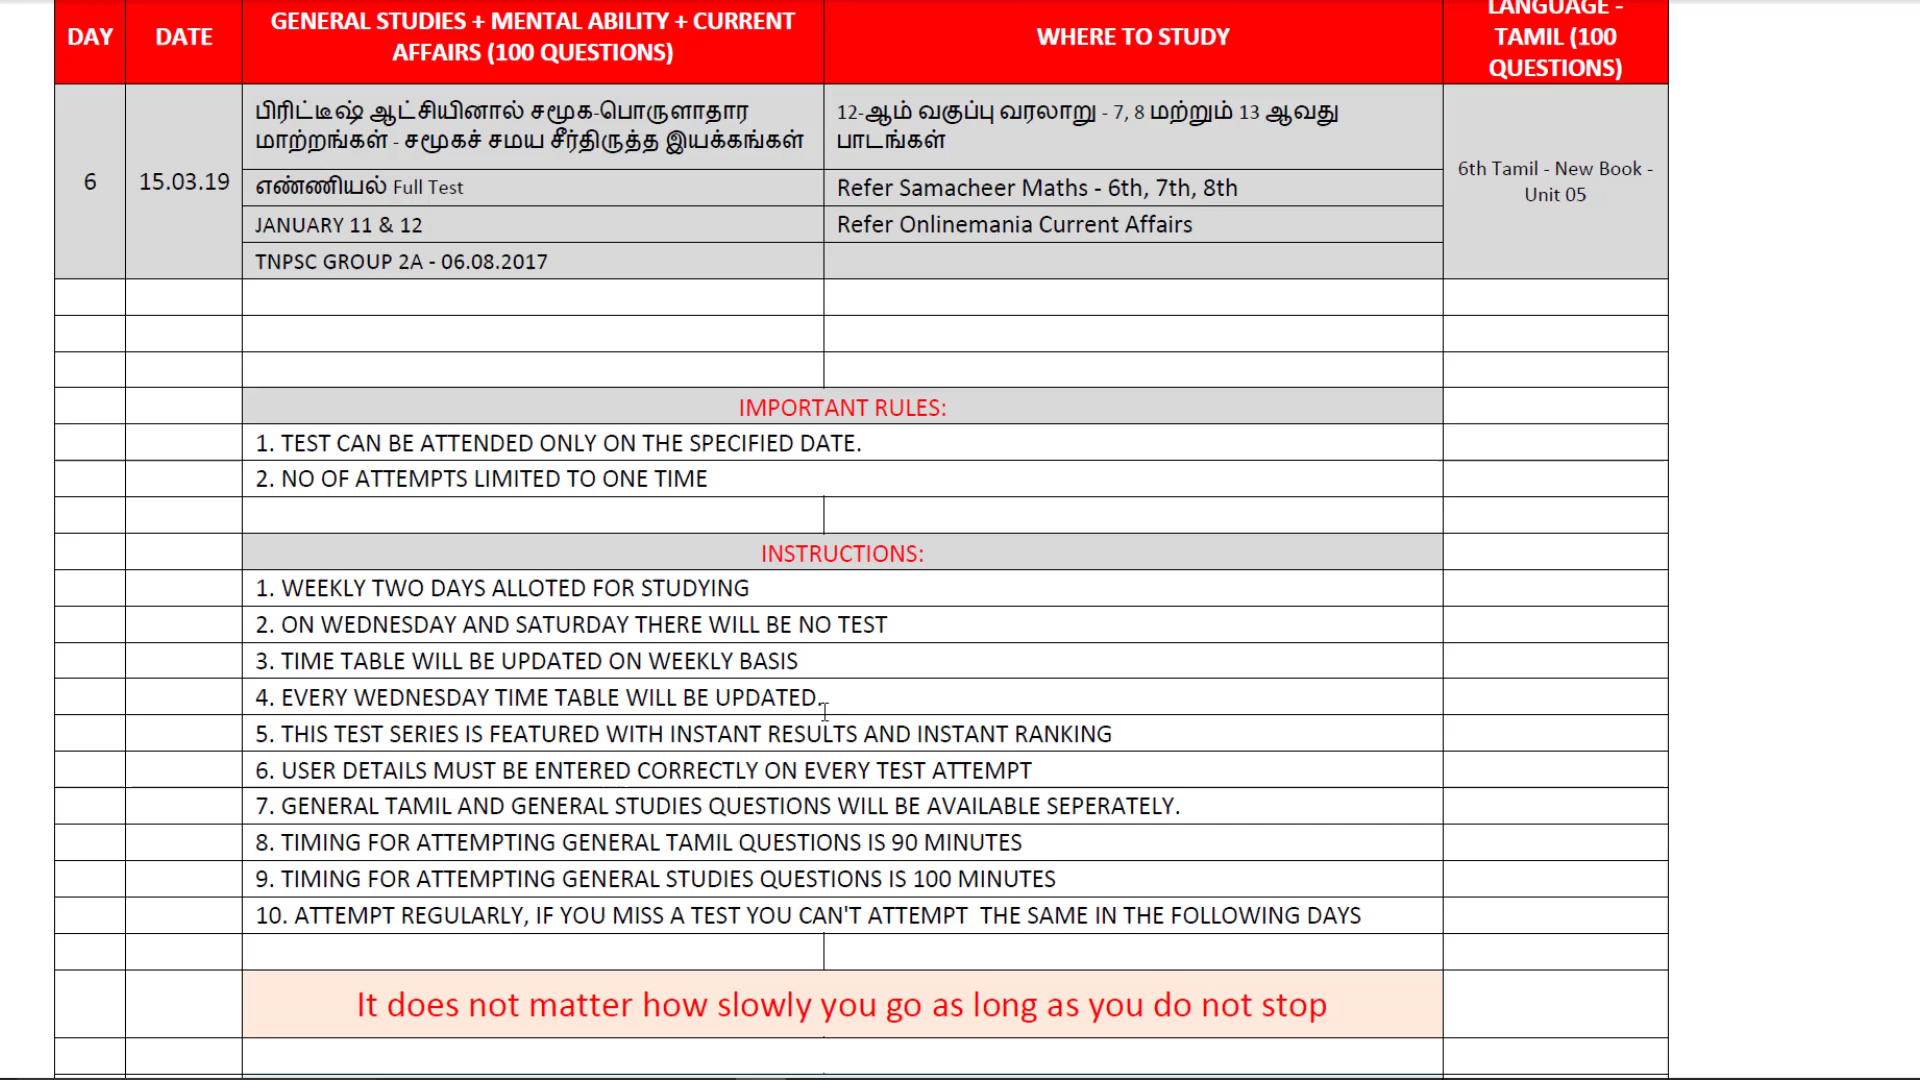 DAY
DATE
GENERAL STUDIES + MENTAL ABILITY + CURRENT
AFFAIRS (100 QUESTIONS)
WHERE TO STUDY
LANGUAGE -
TAMIL (100
QUESTIONS)
6
15.03.19
பிரிட்டீஷ் ஆட்சியினால் சமூக-பொருளாதார
மாற்றங்கள் - சமூகச் சமய சீர்திருத்த இயக்கங்கள்
12-ஆம் வகுப்பு வரலாறு - 7, 8 மற்றும் 13 ஆவது
பாடங்கள்
6th Tamil - New Book -
Unit 05
எண்ணியல் Full Test
Refer Samacheer Maths - 6th, 7th, 8th
JANUARY 11 & 12
Refer Onlinemania Current Affairs
TNPSC GROUP 2A - 06.08.2017
IMPORTANT RULES:
1. TEST CAN BE ATTENDED ONLY ON THE SPECIFIED DATE.
2. NO OF ATTEMPTS LIMITED TO ONE TIME
INSTRUCTIONS:
1. WEEKLY TWO DAYS ALLOTED FOR STUDYING
2. ON WEDNESDAY AND SATURDAY THERE WILL BE NO TEST
3. TIME TABLE WILL BE UPDATED ON WEEKLY BASIS
4. EVERY WEDNESDAY TIME TABLE WILL BE UPDATED.
5. THIS TEST SERIES IS FEATURED WITH INSTANT RESULTS AND INSTANT RANKING
6. USER DETAILS MUST BE ENTERED CORRECTLY ON EVERY TEST ATTEMPT
7. GENERAL TAMIL AND GENERAL STUDIES QUESTIONS WILL BE AVAILABLE SEPERATELY.
8. TIMING FOR ATTEMPTING GENERAL TAMIL QUESTIONS IS 90 MINUTES
9. TIMING FOR ATTEMPTING GENERAL STUDIES QUESTIONS IS 100 MINUTES
10. ATTEMPT REGULARLY, IF YOU MISS A TEST YOU CAN'T ATTEMPT  THE SAME IN THE FOLLOWING DAYS
It does not matter how slowly you go as long as you do not stop